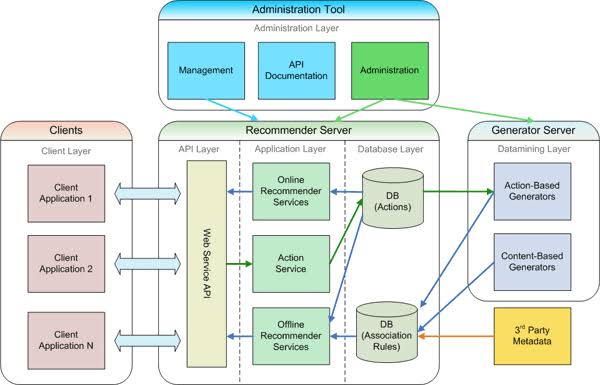 Administration Tool
Administration Layer
Management
API
Documentation
Administration
Clients
Client Layer
Client
Application 1
Client
Application 2
Client
Application N
Recommender Server
API Layer
Application Layer
Database Layer
Web Service API
Online
Recommender
Services
Action
Service
Offline
Recommender
Services
DB
(Actions)
DB
(Association
Rules)
Generator Server
Datamining Layer
Action-Based
Generators
Content-Based
Generators
3rd Party
Metadata